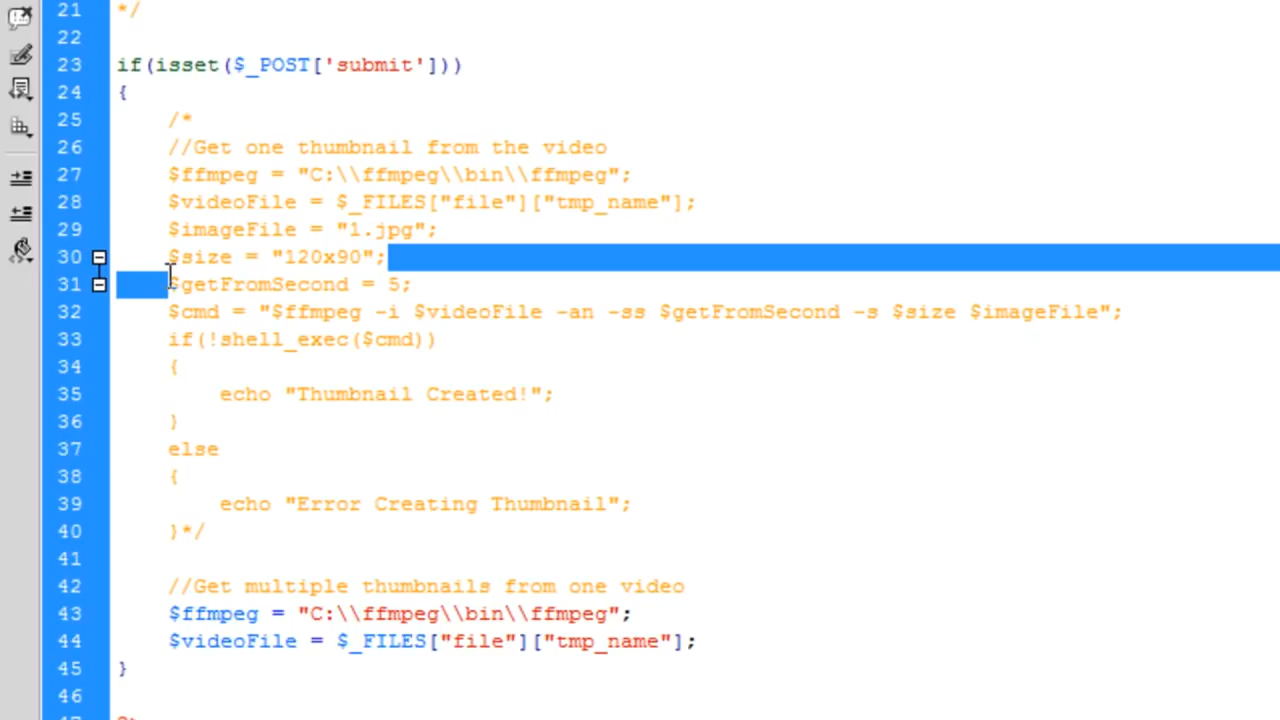 21 */
22
23 if(isset($_POST['submit']))
24 {
25 /*
26 //Get one thumbnail from the video
27 $ffmpeg = "C:\\ffmpeg\\bin\\ffmpeg";
28 $videoFile = $_FILES["file"]["tmp_name"];
29 $imageFile = "1.jpg";
30 $size = "120x90";
31 $getFromSecond = 5;
32 $cmd = "$ffmpeg -i $videoFile -an -ss $getFromSecond -s $size $imageFile";
33 if(!shell_exec($cmd))
34 {
35 echo "Thumbnail Created!";
36 }
37 else
38 {
39 echo "Error Creating Thumbnail";
40 }*/
41
42 //Get multiple thumbnails from one video
43 $ffmpeg = "C:\\ffmpeg\\bin\\ffmpeg";
44 $videoFile = $_FILES["file"]["tmp_name"];
45 }
46
47 ?>